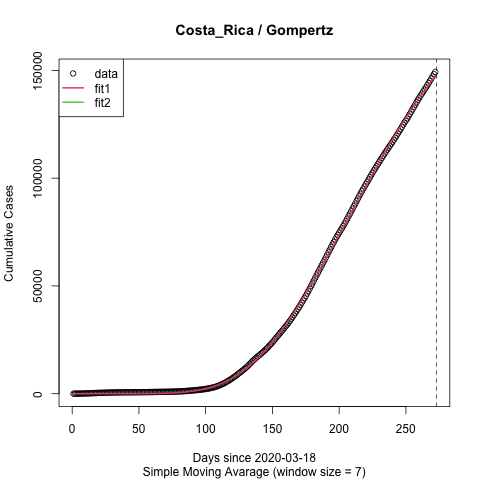 Costa_Rica / Gompertz
data
fit1
fit2
Cumulative Cases
150000
100000
50000
0
0 50 100 150 200 250
Days since 2020-03-18
Simple Moving Avarage (window size = 7)